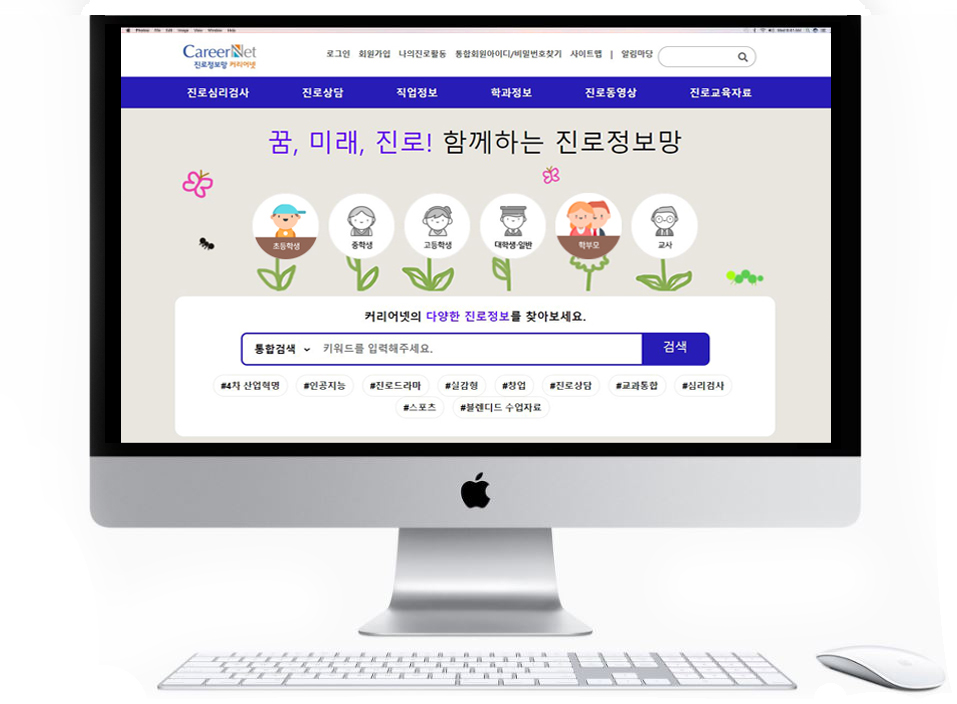 Photos File Edit Image View Window Help
CareerNet
진로정보망 커리어넷
로그인 회원가입 나의진로활동 통합회원아이디/비밀번호찾기 사이트맵 | 알림마당
진로심리검사 진로상담 직업정보 학과정보 진로동영상 진로교육자료
꿈, 미래, 진로! 함께하는 진로정보망
초등학생 중학생 고등학생 대학생·일반 학부모 교사
커리어넷의 다양한 진로정보를 찾아보세요.
통합검색 키워드를 입력해주세요. 검색
#4차 산업혁명 #인공지능 #진로드라마 #실감형 #창업 #진로상담 #교과통합 #심리검사
#스포츠 #블렌디드 수업자료